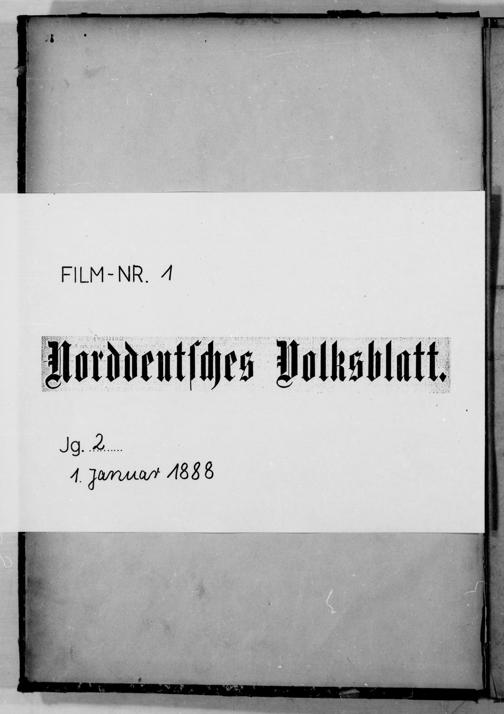 FILM-NR. 1
Norddeutsches Volksblatt.
Jg. 2......
1. Januar 1888